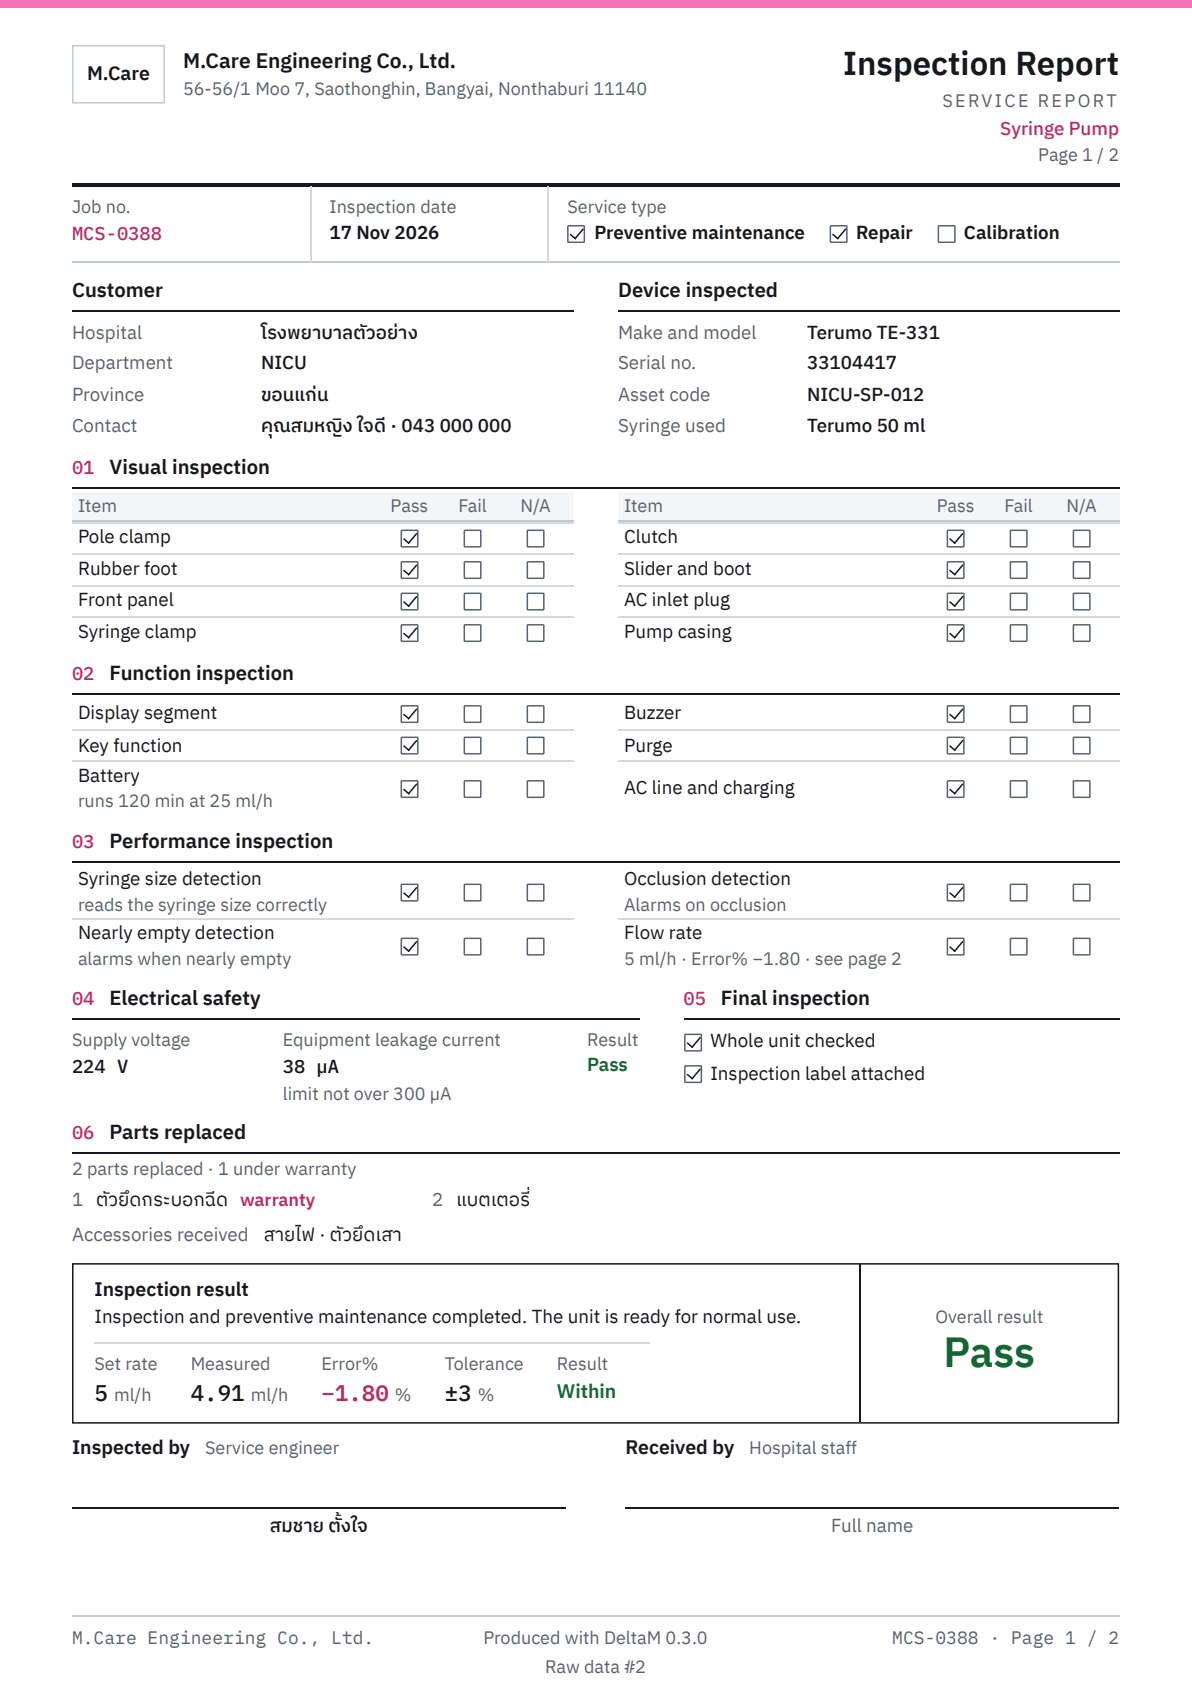 M.Care
M.Care Engineering Co., Ltd.
56-56/1 Moo 7, Saothonghin, Bangyai, Nonthaburi 11140
Inspection Report
SERVICE REPORT
Syringe Pump
Page 1 / 2
Job no.
MCS-0388
Inspection date
17 Nov 2026
Service type
☑ Preventive maintenance ☑ Repair ☐ Calibration
Customer
Hospital โรงพยาบาลตัวอย่าง
Department NICU
Province ขอนแก่น
Contact คุณสมหญิง ใจดี · 043 000 000
Device inspected
Make and model Terumo TE-331
Serial no. 33104417
Asset code NICU-SP-012
Syringe used Terumo 50 ml
01 Visual inspection
Item Pass Fail N/A
Pole clamp ☑ ☐ ☐
Rubber foot ☑ ☐ ☐
Front panel ☑ ☐ ☐
Syringe clamp ☑ ☐ ☐
Item Pass Fail N/A
Clutch ☑ ☐ ☐
Slider and boot ☑ ☐ ☐
AC inlet plug ☑ ☐ ☐
Pump casing ☑ ☐ ☐
02 Function inspection
Display segment ☑ ☐ ☐
Key function ☑ ☐ ☐
Battery ☑ ☐ ☐
runs 120 min at 25 ml/h
Buzzer ☑ ☐ ☐
Purge ☑ ☐ ☐
AC line and charging ☑ ☐ ☐
03 Performance inspection
Syringe size detection ☑ ☐ ☐
reads the syringe size correctly
Nearly empty detection ☑ ☐ ☐
alarms when nearly empty
Occlusion detection ☑ ☐ ☐
Alarms on occlusion
Flow rate ☑ ☐ ☐
5 ml/h · Error% −1.80 · see page 2
04 Electrical safety
Supply voltage
224 V
Equipment leakage current
38 µA
limit not over 300 µA
Result
Pass
05 Final inspection
☑ Whole unit checked
☑ Inspection label attached
06 Parts replaced
2 parts replaced · 1 under warranty
1 ตัวยึดกระบอกฉีด warranty 2 แบตเตอรี่
Accessories received สายไฟ · ตัวยึดเสา
Inspection result
Inspection and preventive maintenance completed. The unit is ready for normal use.
Set rate Measured Error% Tolerance Result
5 ml/h 4.91 ml/h −1.80 % ±3 % Within
Overall result
Pass
Inspected by Service engineer
สมชาย ตั้งใจ
Received by Hospital staff
Full name
M.Care Engineering Co., Ltd.
Produced with DeltaM 0.3.0
Raw data #2
MCS-0388 · Page 1 / 2